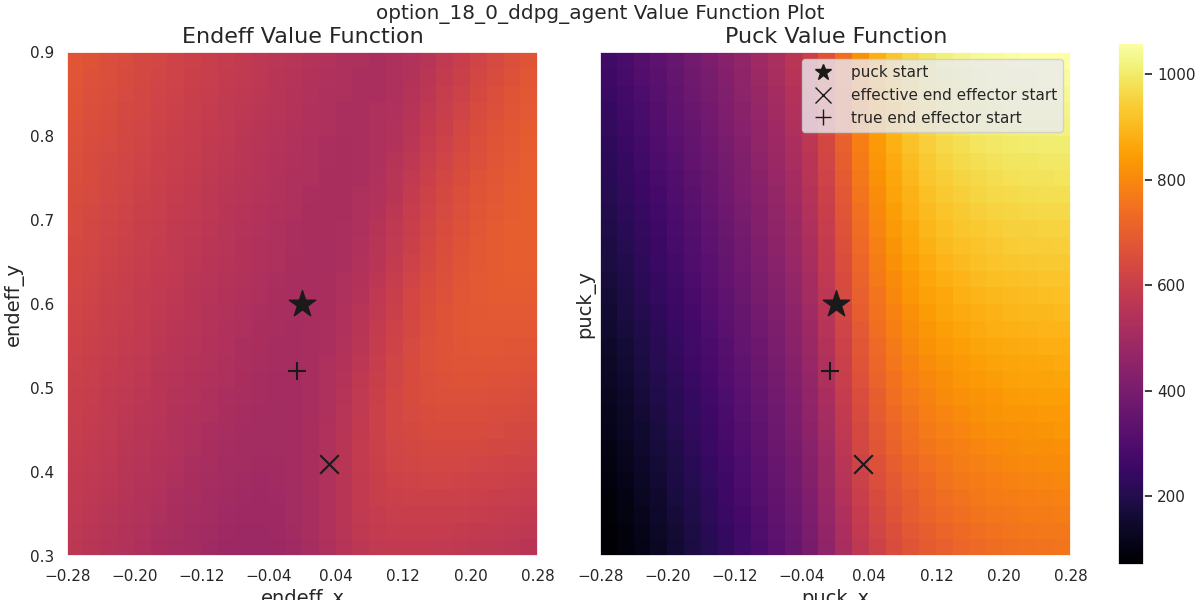 option_18_0_ddpg_agent Value Function Plot
Endeff Value Function
Puck Value Function
puck start
effective end effector start
true end effector start
0.9
0.8
0.7
0.6
0.5
0.4
0.3
endeff_y
−0.28 −0.20 −0.12 −0.04 0.04 0.12 0.20 0.28
endeff_x
puck_y
−0.28 −0.20 −0.12 −0.04 0.04 0.12 0.20 0.28
puck_x
1000
800
600
400
200